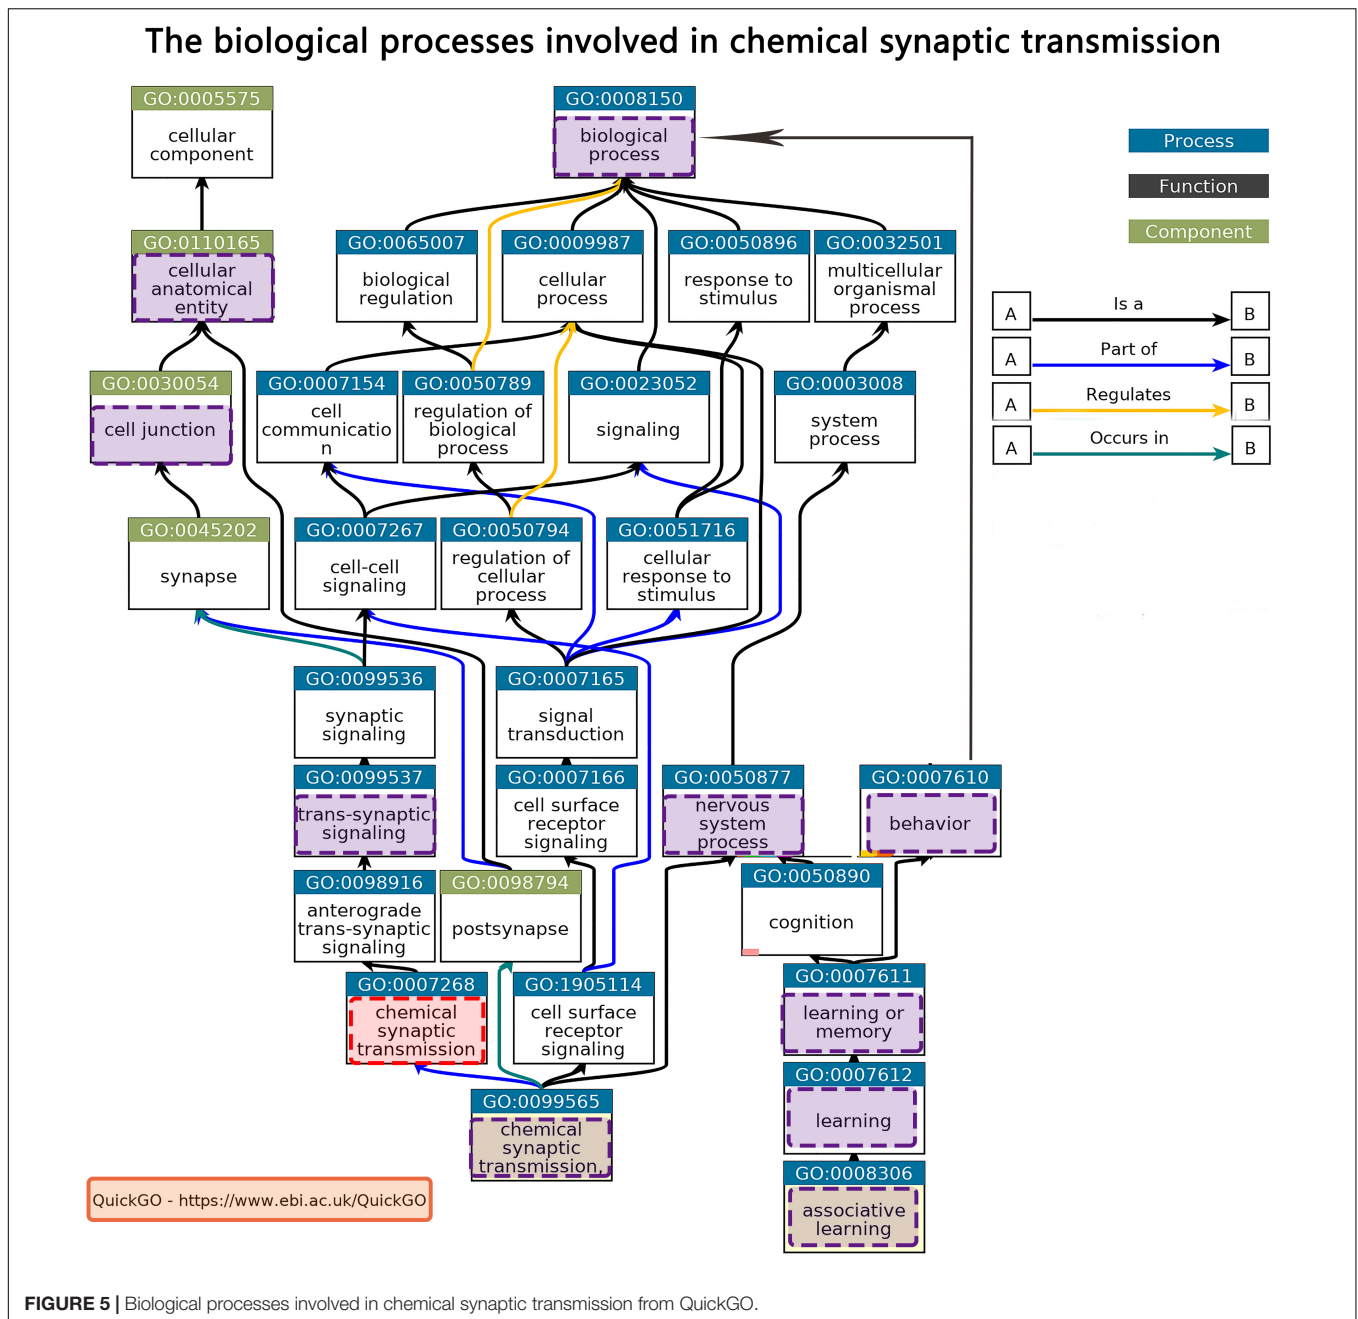 The biological processes involved in chemical synaptic transmission
GO:0005575
cellular
component
GO:0008150
biological
process
Process
Function
Component
GO:0110165
cellular
anatomical
entity
GO:0065007
biological
regulation
GO:0009987
cellular
process
GO:0050896
response to
stimulus
GO:0032501
multicellular
organismal
process
A
Is a
B
A
Part of
B
A
Regulates
B
A
Occurs in
B
GO:0030054
cell junction
GO:0007154
cell
communicatio
n
GO:0050789
regulation of
biological
process
GO:0023052
signaling
GO:0003008
system
process
GO:0045202
synapse
GO:0007267
cell-cell
signaling
GO:0050794
regulation of
cellular
process
GO:0051716
cellular
response to
stimulus
GO:0099536
synaptic
signaling
GO:0007165
signal
transduction
GO:0099537
trans-synaptic
signaling
GO:0007166
cell surface
receptor
signaling
GO:0050877
nervous
system
process
GO:0007610
behavior
GO:0098916
anterograde
trans-synaptic
signaling
GO:0098794
postsynapse
GO:0050890
cognition
GO:0007268
chemical
synaptic
transmission
GO:1905114
cell surface
receptor
signaling
GO:0007611
learning or
memory
GO:0099565
chemical
synaptic
transmission,
GO:0007612
learning
GO:0008306
associative
learning
QuickGO - https://www.ebi.ac.uk/QuickGO
FIGURE 5 | Biological processes involved in chemical synaptic transmission from QuickGO.